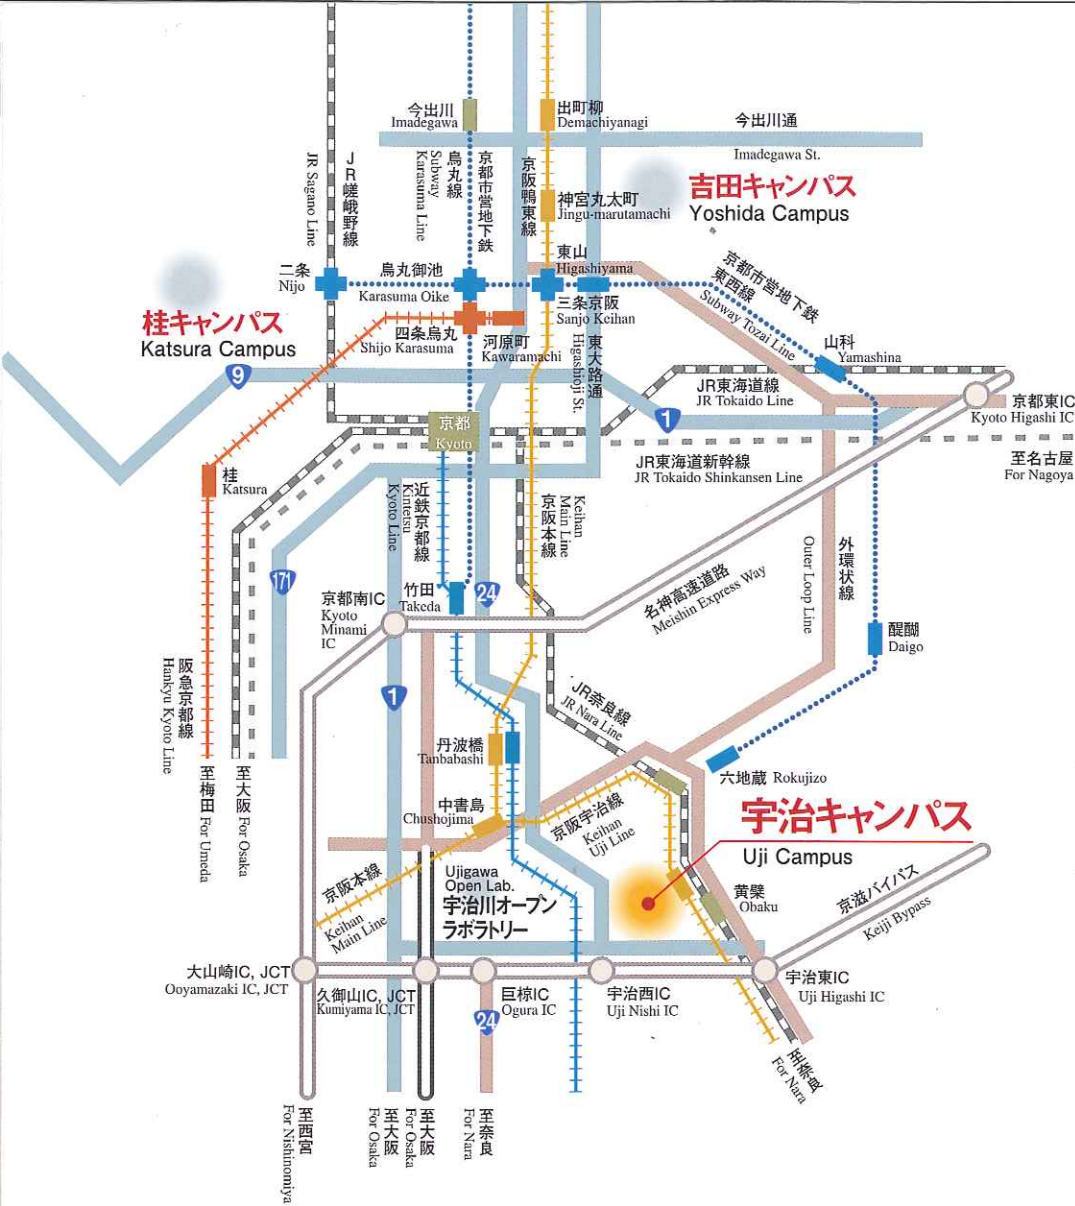 今出川
Imadegawa
出町柳
Demachiyanagi
今出川通
Imadegawa St.
JR嵯峨野線
JR Sagano Line
烏丸線
Subway
Karasuma Line
京都市営地下鉄
京阪鴨東線
神宮丸太町
Jingu-marutamachi
吉田キャンパス
Yoshida Campus
東山
Higashiyama
二条
Nijo
烏丸御池
Karasuma Oike
三条京阪
Sanjo Keihan
京都市営地下鉄
東西線
Subway Tozai Line
桂キャンパス
Katsura Campus
四条烏丸
Shijo Karasuma
河原町
Kawaramachi
東大路通
Higashioji St.
山科
Yamashina
9
JR東海道線
JR Tokaido Line
1
京都東IC
Kyoto Higashi IC
京都
Kyoto
JR東海道新幹線
JR Tokaido Shinkansen Line
至名古屋
For Nagoya
桂
Katsura
近鉄京都線
Kintetsu
Kyoto Line
Keihan
Main Line
京阪本線
171
竹田
Takeda
24
京都南IC
Kyoto
Minami
IC
名神高速道路
Meishin Express Way
外環状線
Outer Loop Line
醍醐
Daigo
阪急京都線
Hankyu Kyoto Line
1
JR奈良線
JR Nara Line
丹波橋
Tanbabashi
六地蔵 Rokujizo
至梅田 For Umeda
至大阪 For Osaka
中書島
Chushojima
京阪宇治線
Keihan
Uji Line
宇治キャンパス
Uji Campus
京阪本線
Keihan
Main Line
Ujigawa
Open Lab.
宇治川オープン
ラボラトリー
黄檗
Obaku
京滋バイパス
Keiji Bypass
大山崎IC, JCT
Ooyamazaki IC, JCT
久御山IC, JCT
Kumiyama IC, JCT
巨椋IC
Ogura IC
宇治西IC
Uji Nishi IC
宇治東IC
Uji Higashi IC
24
至奈良
For Nara
至西宮
For Nishinomiya
至大阪
For Osaka
至大阪
For Osaka
至奈良
For Nara